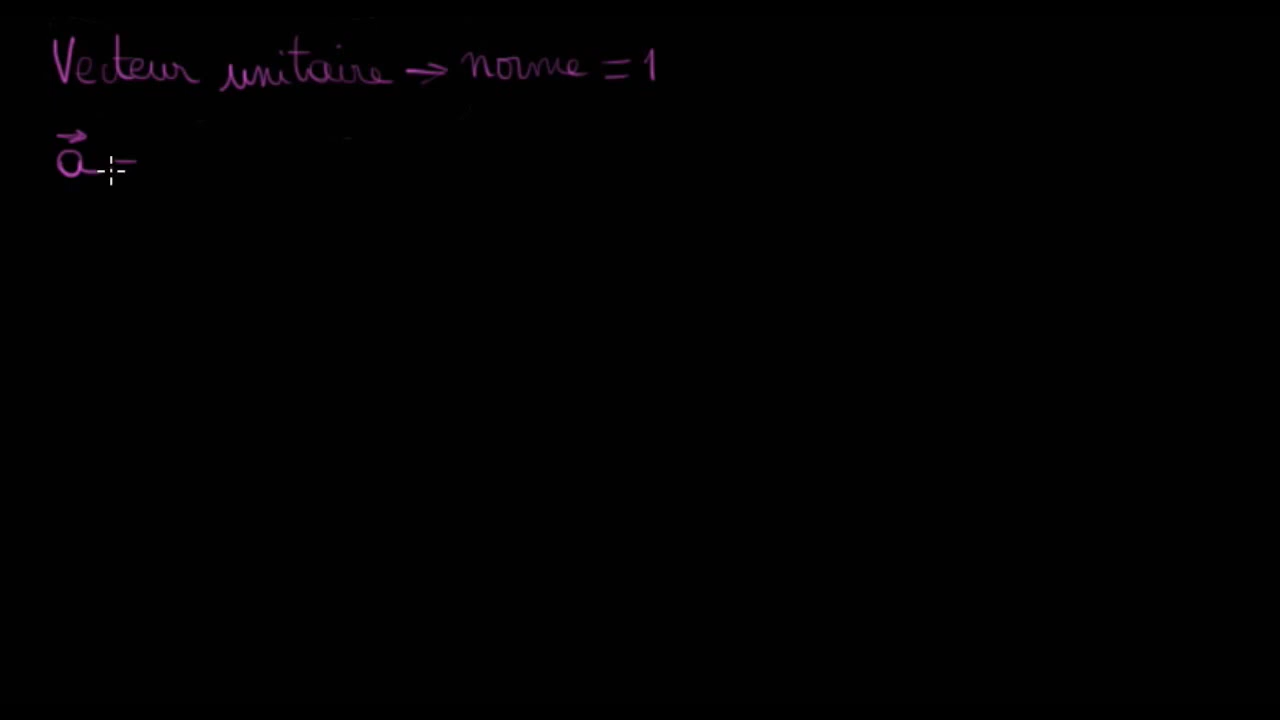 Vecteur unitaire → norme = 1
a⃗ =